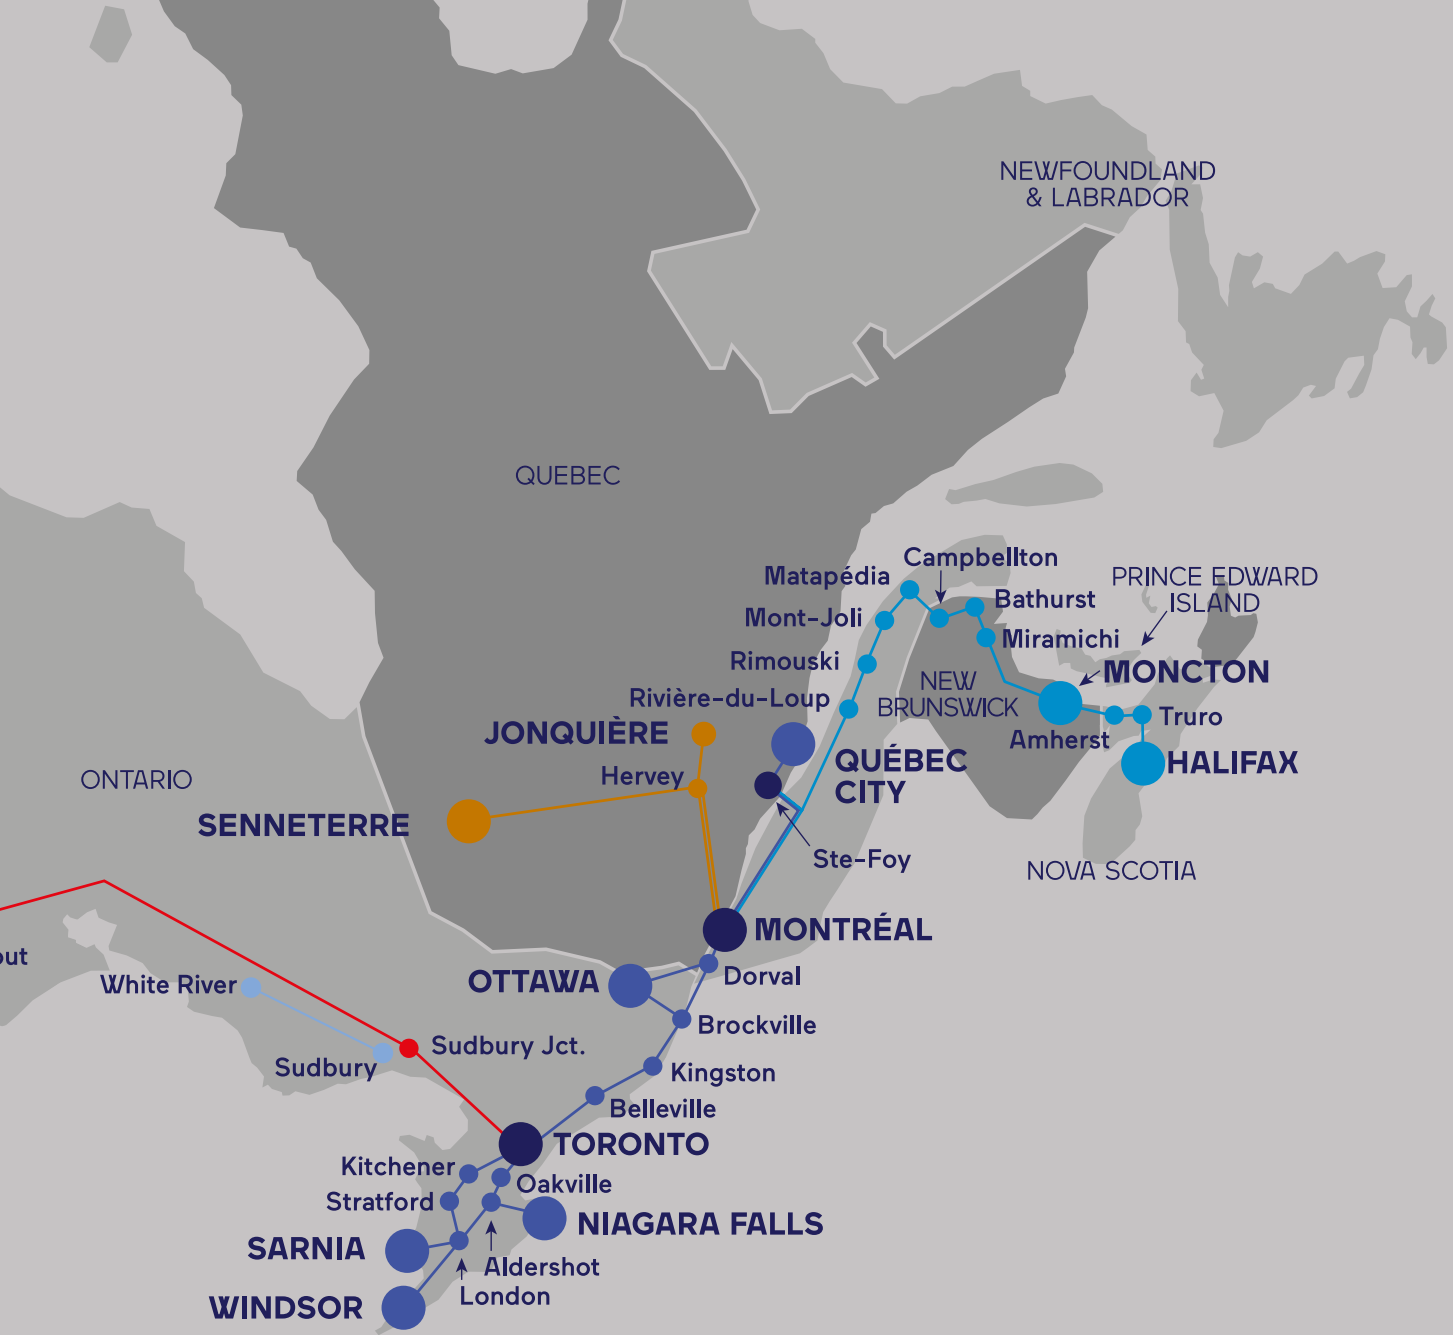 NEWFOUNDLAND
& LABRADOR
QUEBEC
Campbellton
Matapédia
PRINCE EDWARD
ISLAND
Bathurst
Mont-Joli
Miramichi
Rimouski
MONCTON
NEW
BRUNSWICK
Rivière-du-Loup
Truro
JONQUIÈRE
Amherst
QUÉBEC
CITY
HALIFAX
Hervey
ONTARIO
SENNETERRE
Ste-Foy
NOVA SCOTIA
MONTRÉAL
out
Dorval
OTTAWA
White River
Brockville
Sudbury Jct.
Sudbury
Kingston
Belleville
TORONTO
Kitchener
Oakville
Stratford
NIAGARA FALLS
SARNIA
Aldershot
London
WINDSOR